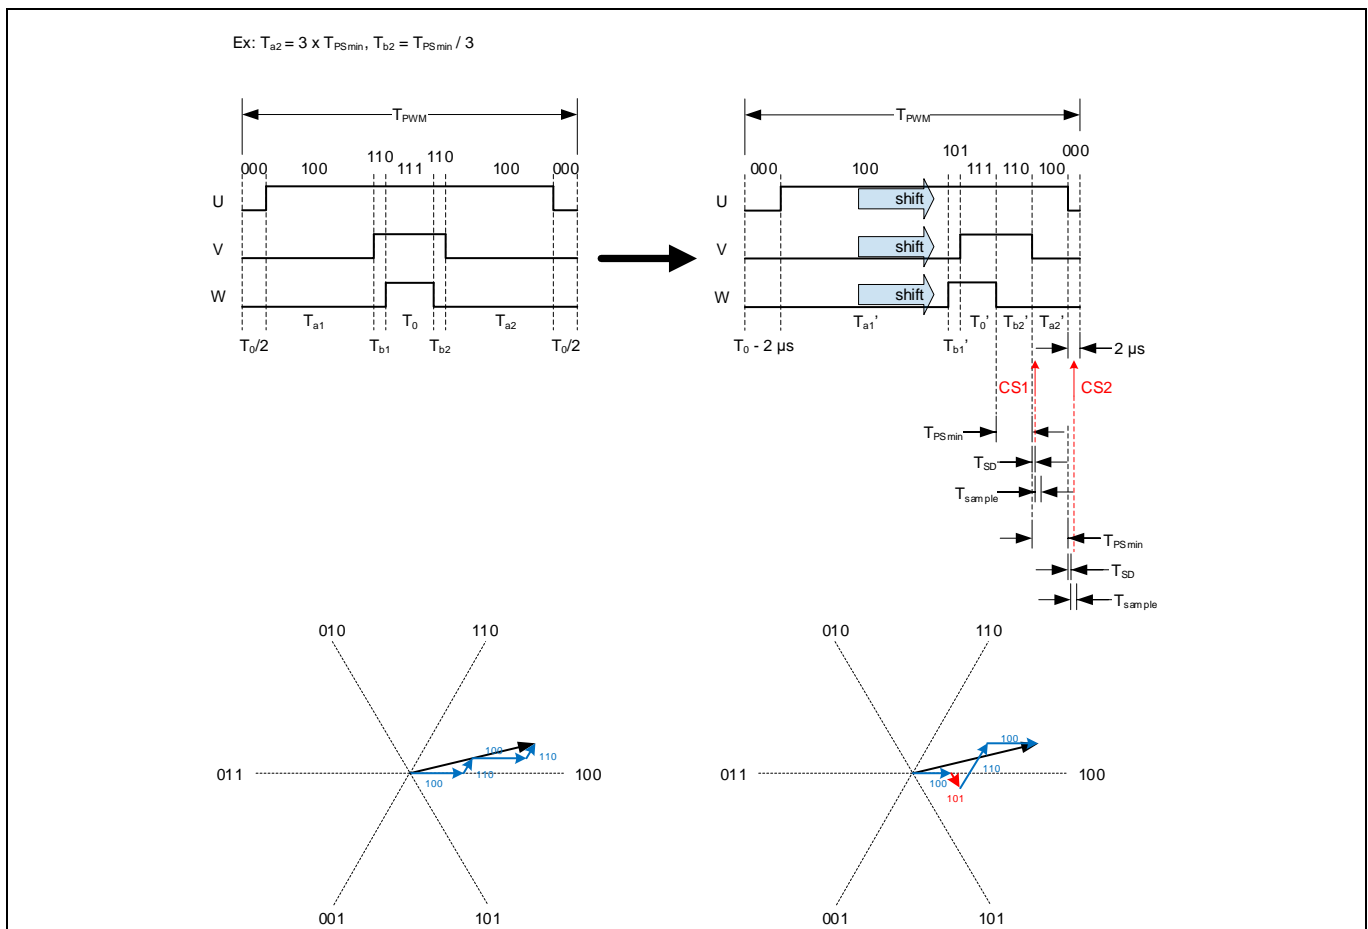 Ex: Ta2 = 3 x TPSmin, Tb2 = TPSmin / 3
TPWM
110 110
000 100 111 100 000
U
V
W
Ta1 T0 Ta2
T0/2 Tb1 Tb2 T0/2
TPWM
000
101
000 100 111 110 100
U shift
V shift
W shift
Ta1’ T0’ Tb2’ Ta2’
T0 - 2 µs Tb1’ 2 µs
CS1 CS2
TPSmin
TSD
Tsample
TPSmin
TSD
Tsample
010 110
100
110
011 100 110 100
001 101
010 110
100
110
011 100 100
101
001 101